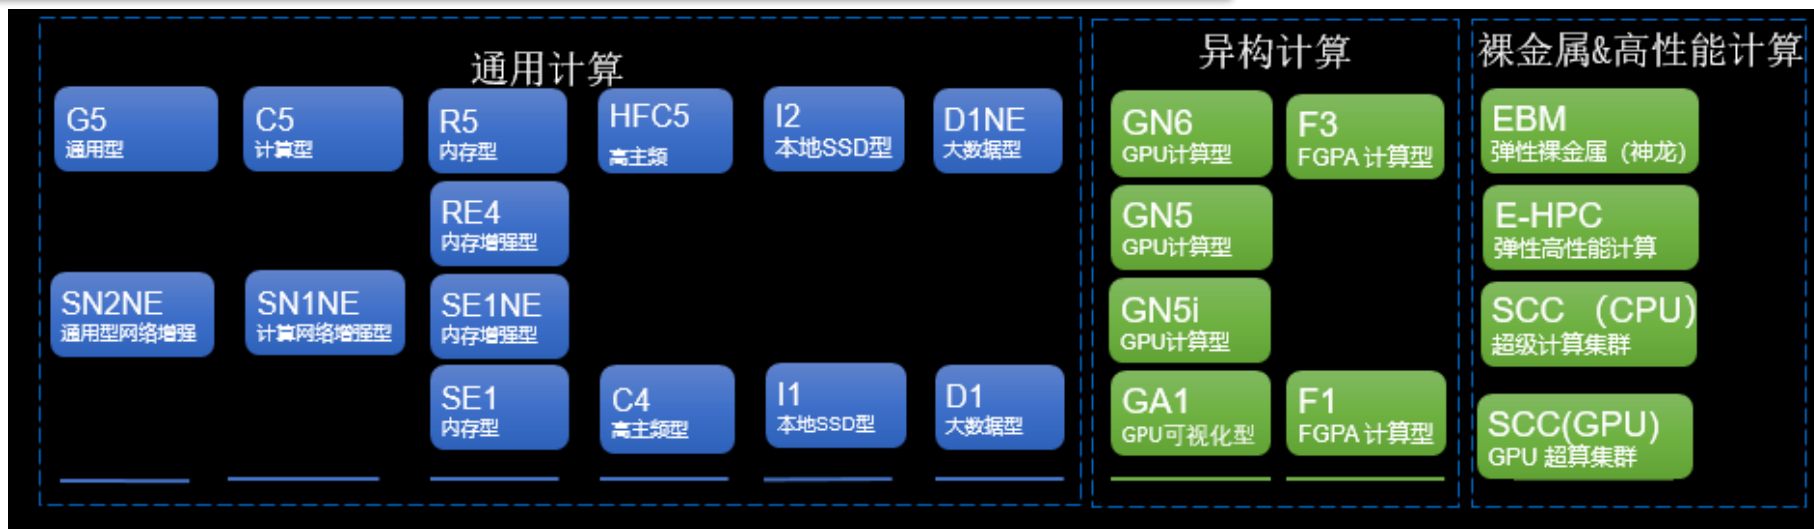 通用计算
G5
通用型
C5
计算型
R5
内存型
HFC5
高主频
I2
本地SSD型
D1NE
大数据型
RE4
内存增强型
SN2NE
通用型网络增强
SN1NE
计算网络增强型
SE1NE
内存增强型
SE1
内存型
C4
高主频型
I1
本地SSD型
D1
大数据型
异构计算
GN6
GPU计算型
F3
FGPA 计算型
GN5
GPU计算型
GN5i
GPU计算型
GA1
GPU可视化型
F1
FGPA 计算型
裸金属&高性能计算
EBM
弹性裸金属（神龙）
E-HPC
弹性高性能计算
SCC （CPU）
超级计算集群
SCC(GPU)
GPU 超算集群